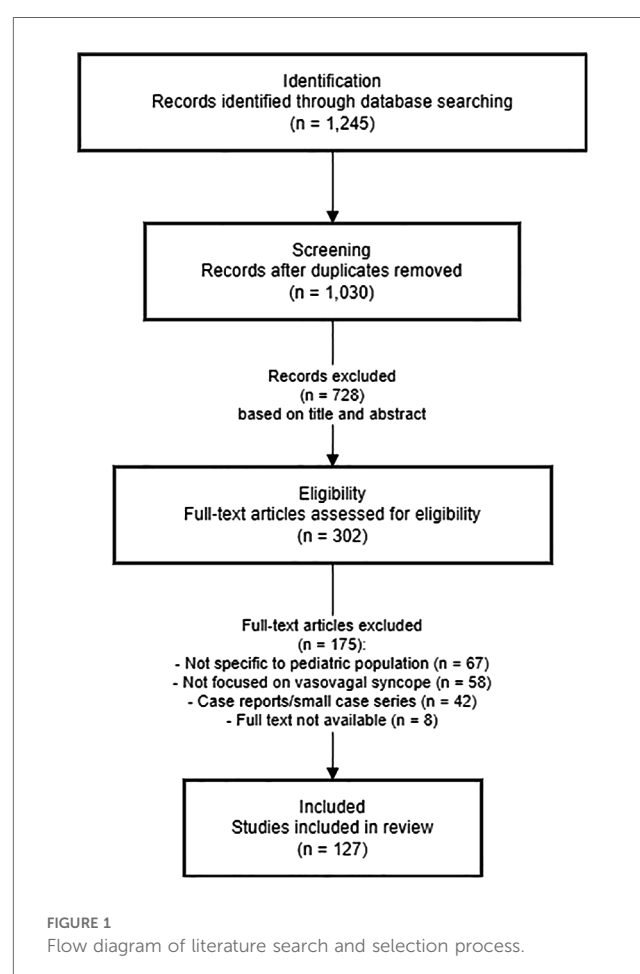 Identification
Records identified through database searching
(n = 1,245)
Screening
Records after duplicates removed
(n = 1,030)
Records excluded
(n = 728)
based on title and abstract
Eligibility
Full-text articles assessed for eligibility
(n = 302)
Full-text articles excluded
(n = 175):
- Not specific to pediatric population (n = 67)
- Not focused on vasovagal syncope (n = 58)
- Case reports/small case series (n = 42)
- Full text not available (n = 8)
Included
Studies included in review
(n = 127)
FIGURE 1
Flow diagram of literature search and selection process.